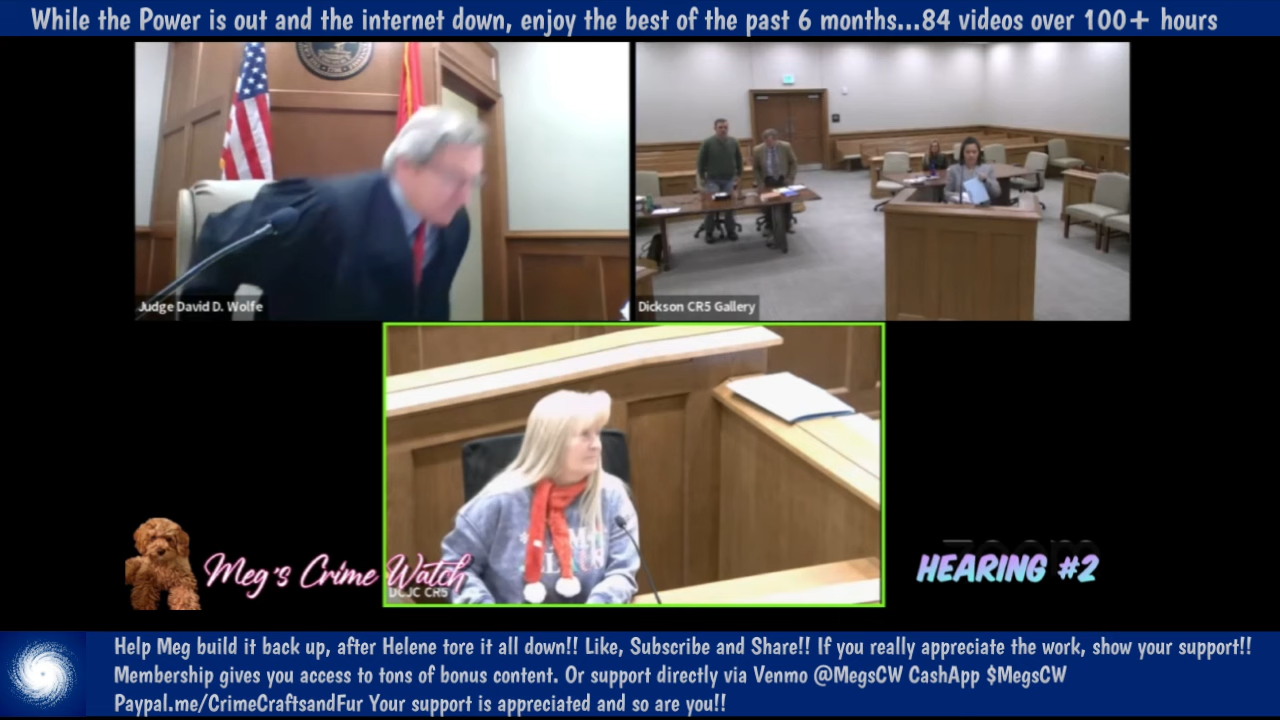 While the Power is out and the internet down, enjoy the best of the past 6 months...84 videos over 100+ hours
Judge David D. Wolfe
Dickson CR5 Gallery
Meg's Crime Watch
DCJC CR5
HEARING #2
Help Meg build it back up, after Helene tore it all down!! Like, Subscribe and Share!! If you really appreciate the work, show your support!!
Membership gives you access to tons of bonus content. Or support directly via Venmo @MegsCW CashApp $MegsCW
Paypal.me/CrimeCraftsandFur Your support is appreciated and so are you!!